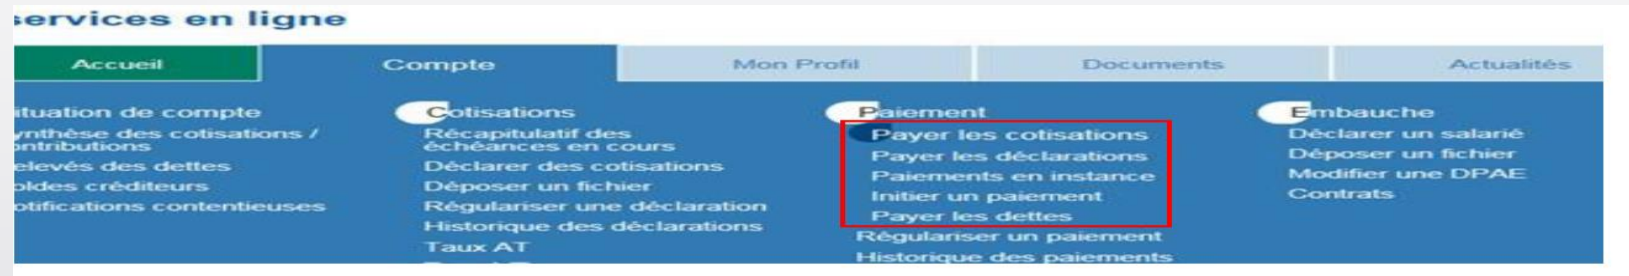 services en ligne
Accueil
Compte
Mon Profil
Documents
Actualités
ituation de compte
ynthèse des cotisations /
ontributions
elevés des dettes
oldes créditeurs
otifications contentieuses
Cotisations
Récapitulatif des
échéances en cours
Déclarer des cotisations
Déposer un fichier
Régulariser une déclaration
Historique des déclarations
Taux AT
Paiement
Payer les cotisations
Payer les déclarations
Paiements en instance
Initier un paiement
Payer les dettes
Régulariser un paiement
Historique des paiements
Embauche
Déclarer un salarié
Déposer un fichier
Modifier une DPAE
Contrats